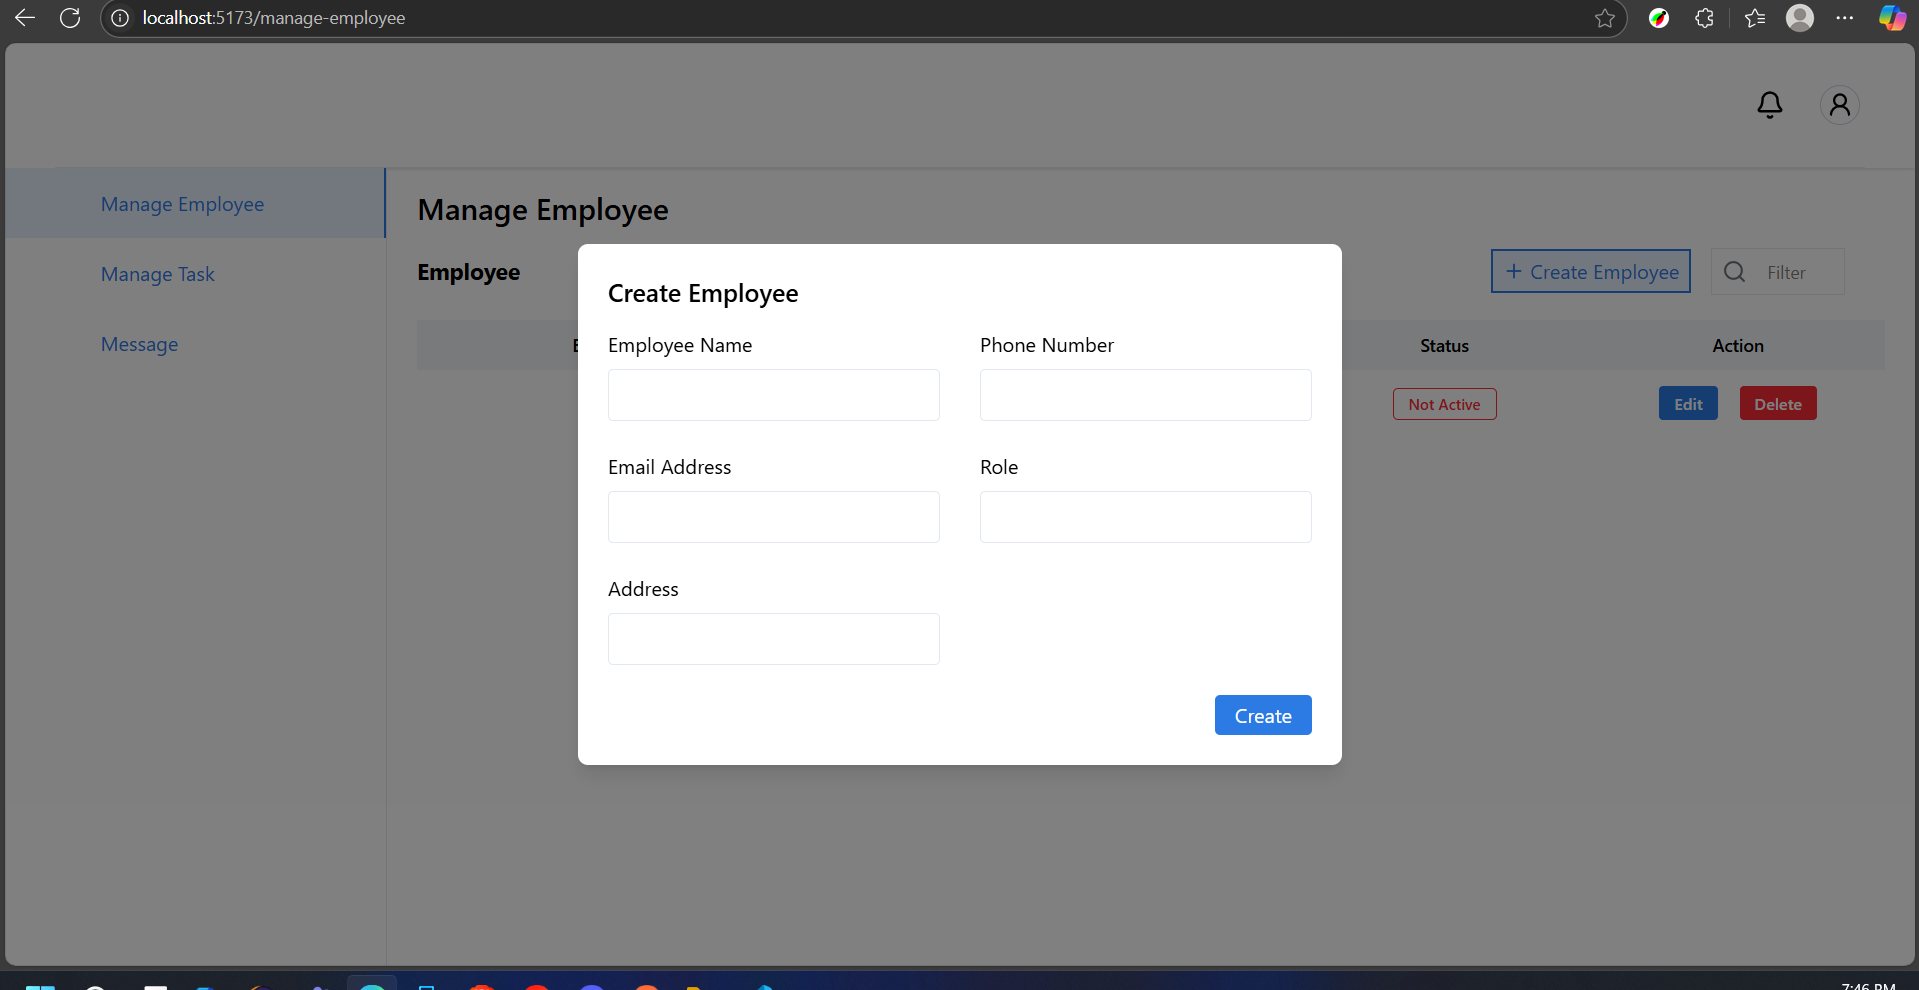 localhost:5173/manage-employee
Manage Employee
Manage Task
Message
Manage Employee
Employee
+ Create Employee
Filter
Status
Action
Not Active
Edit
Delete
Create Employee
Employee Name
Phone Number
Email Address
Role
Address
Create
7:46 PM